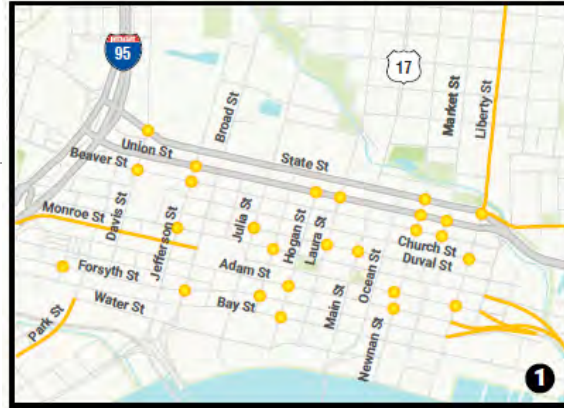 INTERSTATE
95
17
Broad St
Market St
Liberty St
Union St
State St
Beaver St
Davis St
Monroe St
Jefferson St
Julia St
Hogan St
Laura St
Church St
Duval St
Forsyth St
Adam St
Ocean St
Water St
Bay St
Main St
Park St
Newnan St
1